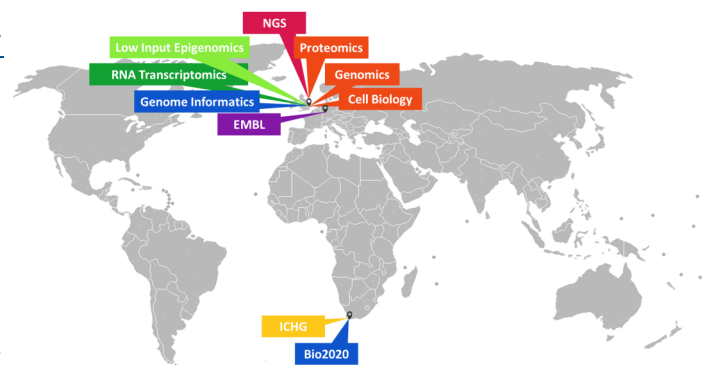 NGS
Low Input Epigenomics
Proteomics
RNA Transcriptomics
Genomics
Genome Informatics
Cell Biology
EMBL
ICHG
Bio2020